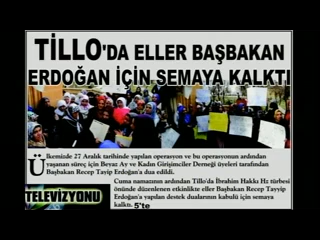 TİLLO'DA ELLER BAŞBAKAN
ERDOĞAN İÇİN SEMAYA KALKTI
Ülkemizde 27 Aralık tarihinde yapılan operasyon ve bu operasyonun ardından
yaşanan süreç için Beyaz Ay ve Kadın Girişimciler Derneği üyeleri tarafından
Başbakan Recep Tayyip Erdoğan'a dua edildi.
Cuma namazının ardından Tillo'da İbrahim Hakkı Hz türbesi
önünde düzenlenen etkinlikte eller Başbakan Recep Tayyip
Erdoğan'a yapılan destek dualarının kabulü için semaya
kalktı. 5'te
TELEVİZYONU